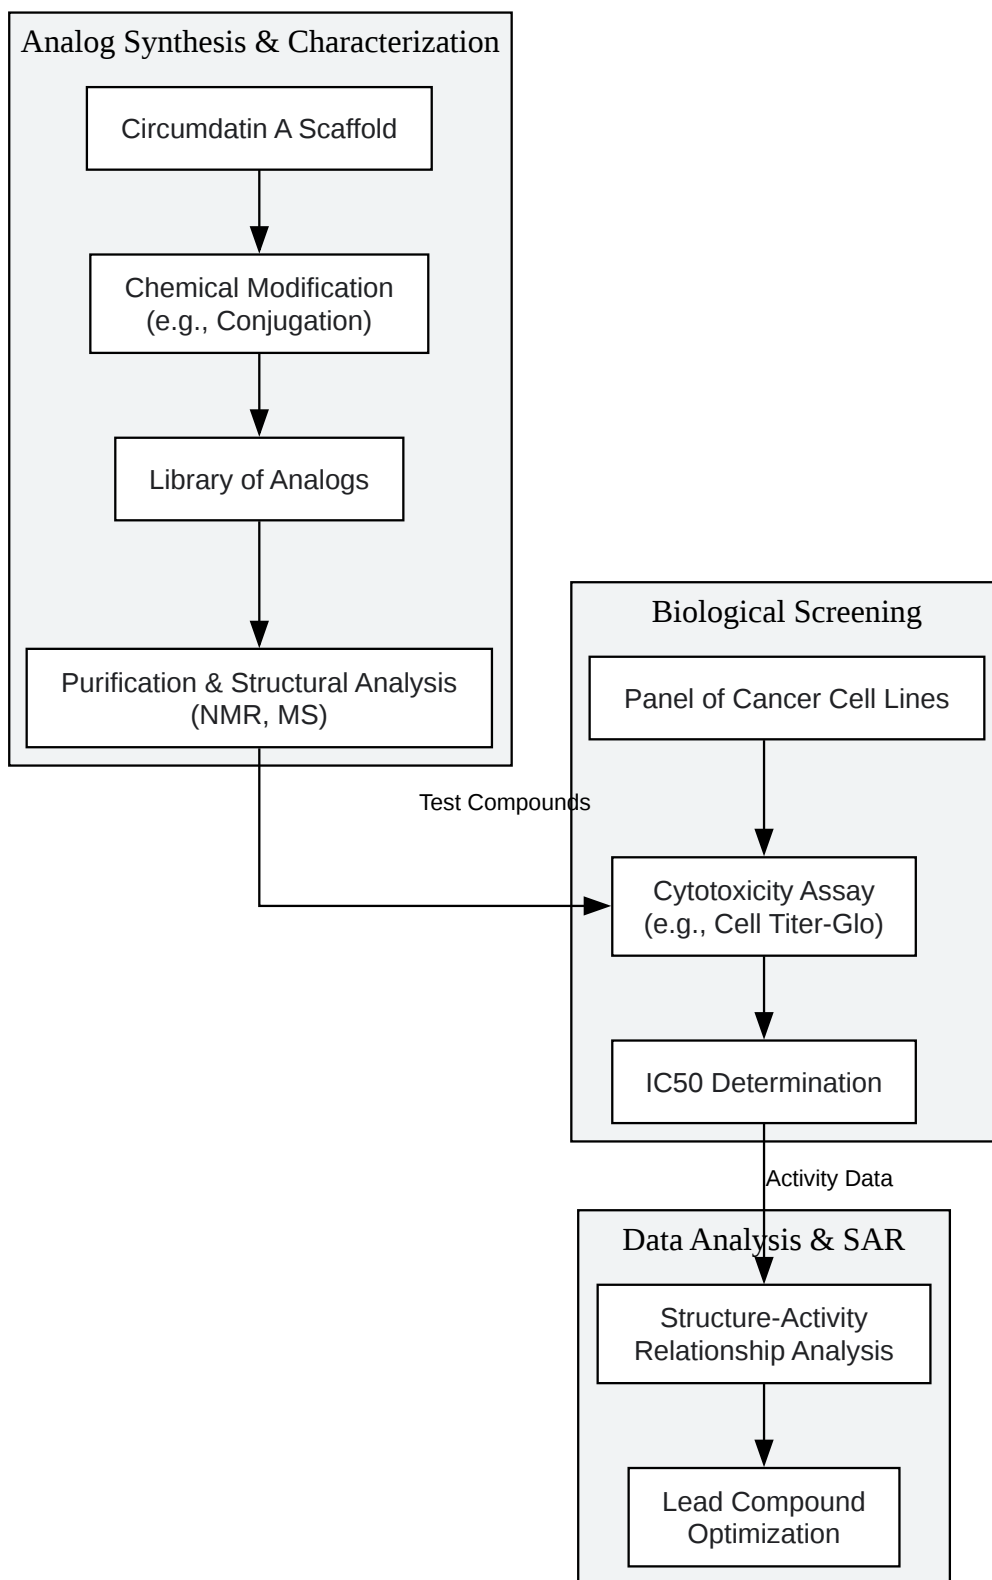 Analog Synthesis & Characterization
Circumdatin A Scaffold
Chemical Modification
(e.g., Conjugation)
Library of Analogs
Purification & Structural Analysis
(NMR, MS)
Test Compounds
Biological Screening
Panel of Cancer Cell Lines
Cytotoxicity Assay
(e.g., Cell Titer-Glo)
IC50 Determination
Activity Data
Data Analysis & SAR
Structure-Activity
Relationship Analysis
Lead Compound
Optimization